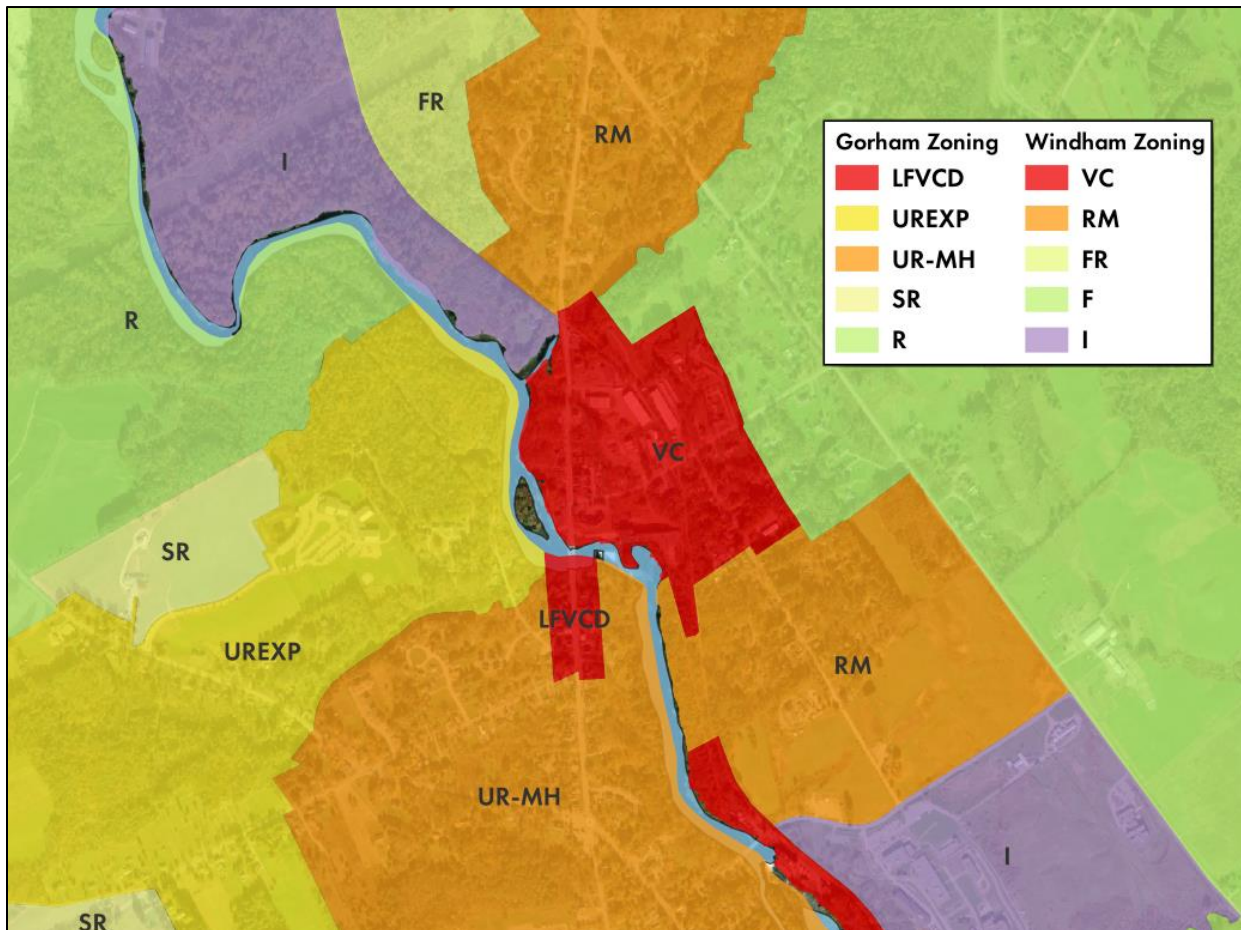 FR
RM
I
Gorham Zoning Windham Zoning
LFVCD VC
UREXP RM
UR-MH FR
SR F
R I
R
VC
SR
LFVCD
UREXP
RM
UR-MH
I
SR